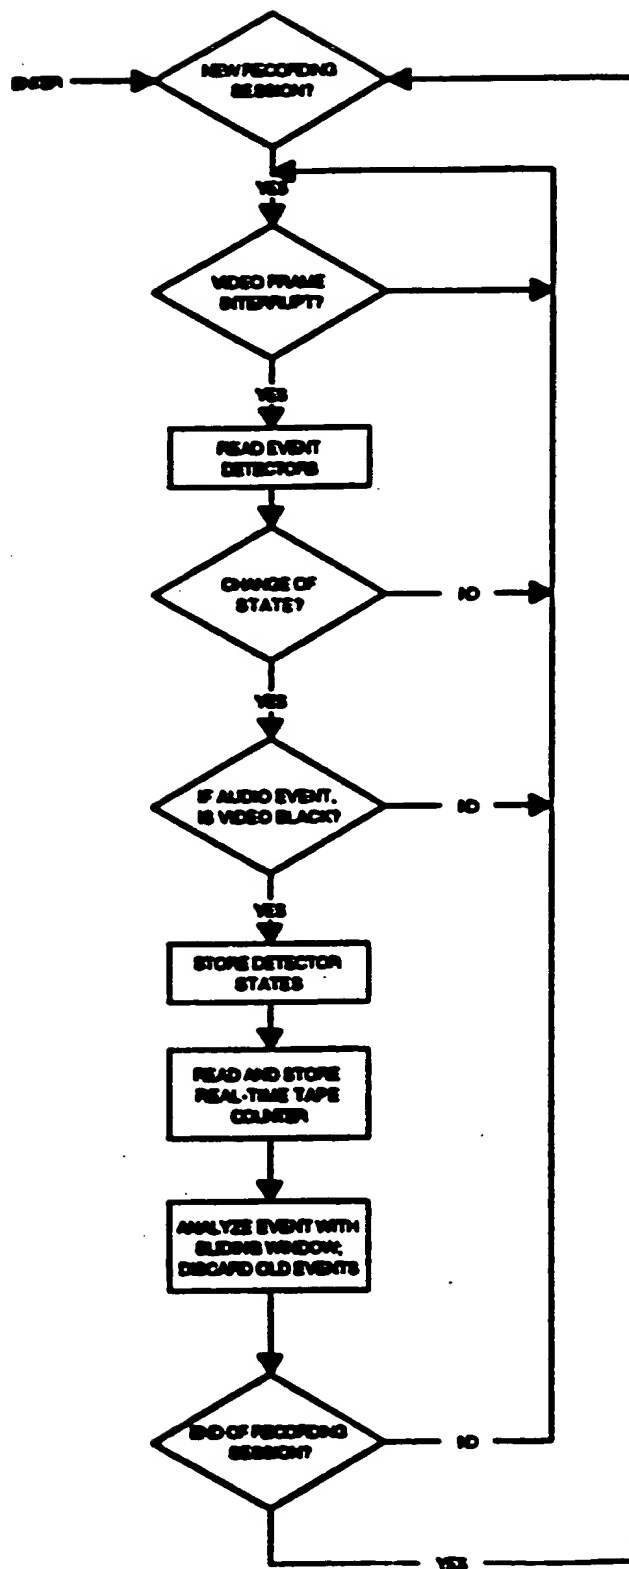 NEW RECORDING
SESSION?
ENTER
YES
VIDEO FRAME
INTERRUPT?
YES
READ EVENT
DETECTORS
CHANGE OF
STATE?
NO
YES
IF AUDIO EVENT,
IS VIDEO BLACK?
NO
YES
STORE DETECTOR
STATES
READ AND STORE
REAL-TIME TAPE
COUNTER
ANALYZE EVENT WITH
SLIDING WINDOW;
DISCARD OLD EVENTS
END OF RECORDING
SESSION?
NO
YES